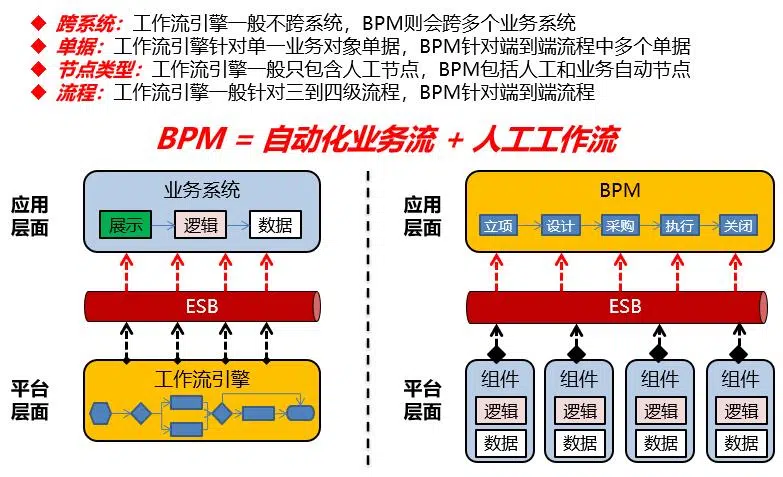 ◆ 跨系统：工作流引擎一般不跨系统，BPM则会跨多个业务系统
◆ 单据：工作流引擎针对单一业务对象单据，BPM针对端到端流程中多个单据
◆ 节点类型：工作流引擎一般只包含人工节点，BPM包括人工和业务自动节点
◆ 流程：工作流引擎一般针对三到四级流程，BPM针对端到端流程
BPM = 自动化业务流 + 人工工作流
应用
层面
业务系统
展示 逻辑 数据
ESB
平台
层面
工作流引擎
应用
层面
BPM
立项 设计 采购 执行 关闭
ESB
平台
层面
组件 组件 组件 组件
逻辑 逻辑 逻辑 逻辑
数据 数据 数据 数据